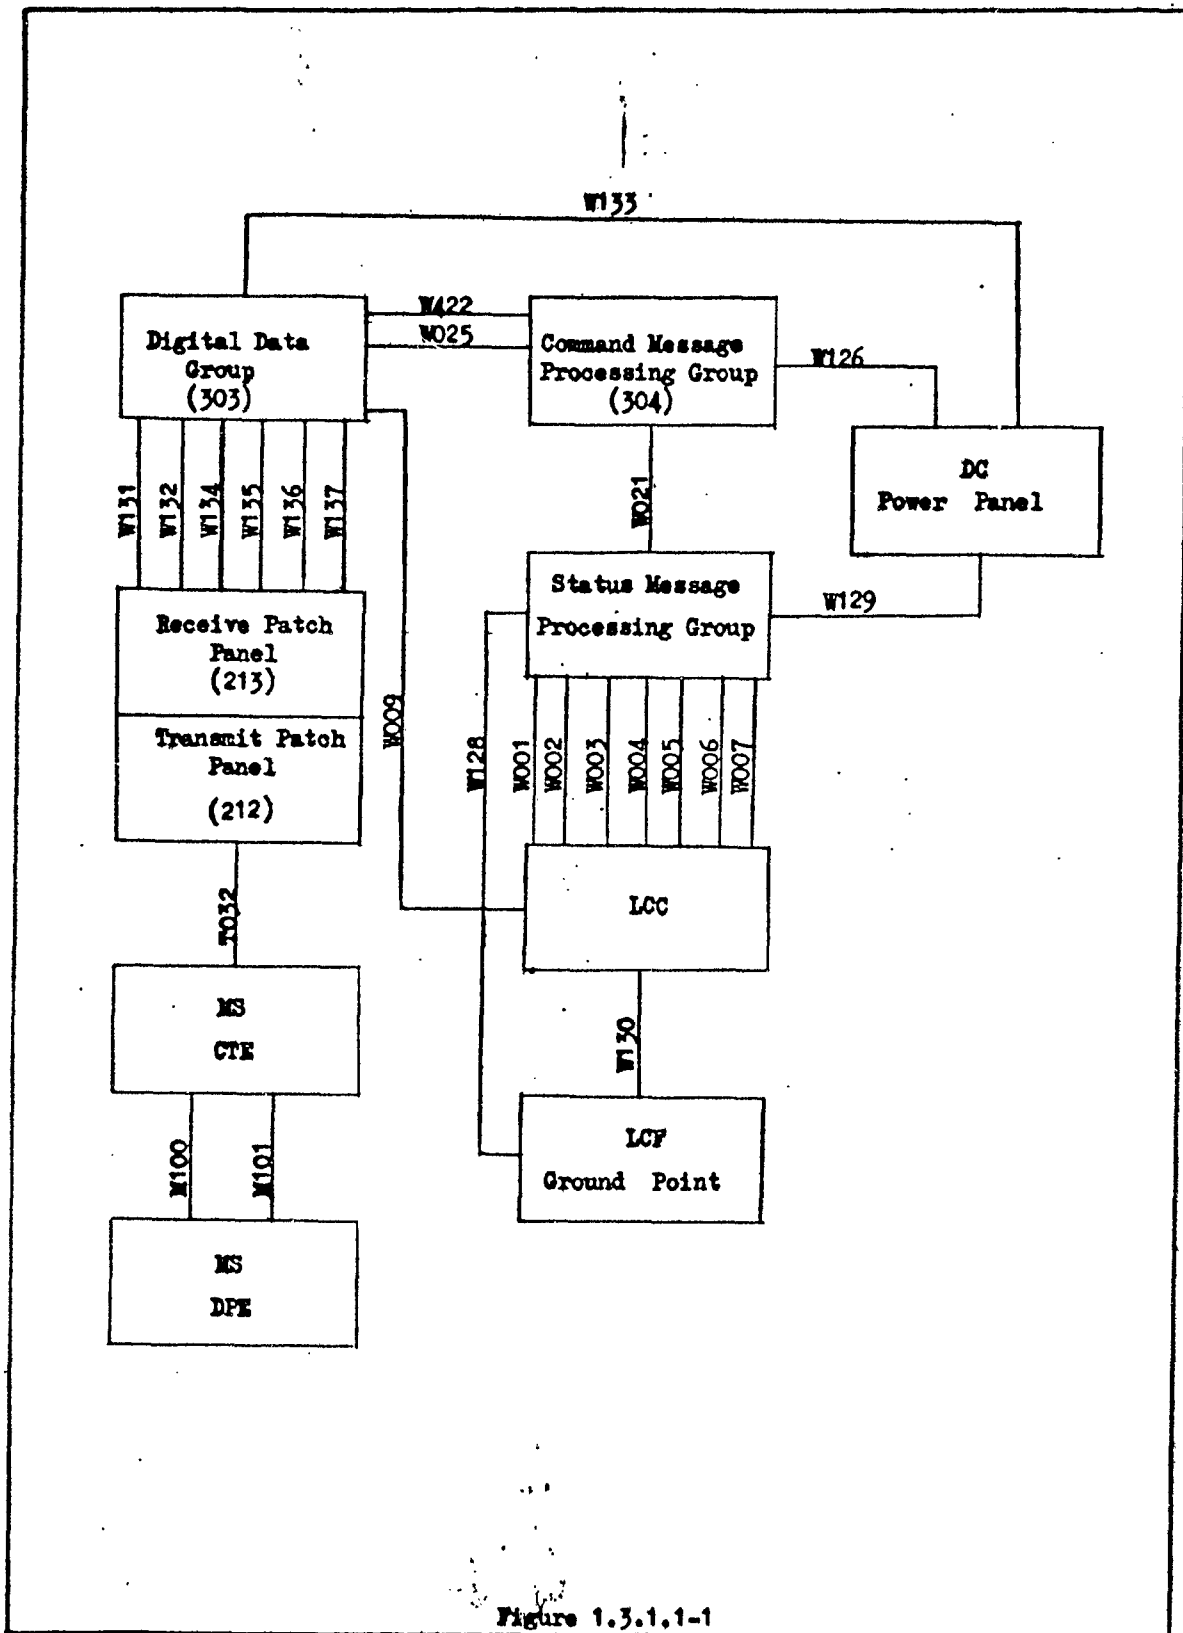 W133
W422
W025
Digital Data
Group
(303)
Command Message
Processing Group
(304)
W126
DC
Power Panel
W131
W132
W134
W135
W136
W137
W021
Status Message
Processing Group
W129
Receive Patch
Panel
(213)
Transmit Patch
Panel
(212)
W009
W128
W001
W002
W003
W004
W005
W006
W007
LCC
T032
MS
CTE
W130
M100
M101
LCF
Ground Point
MS
DPE
Figure 1.3.1.1-1